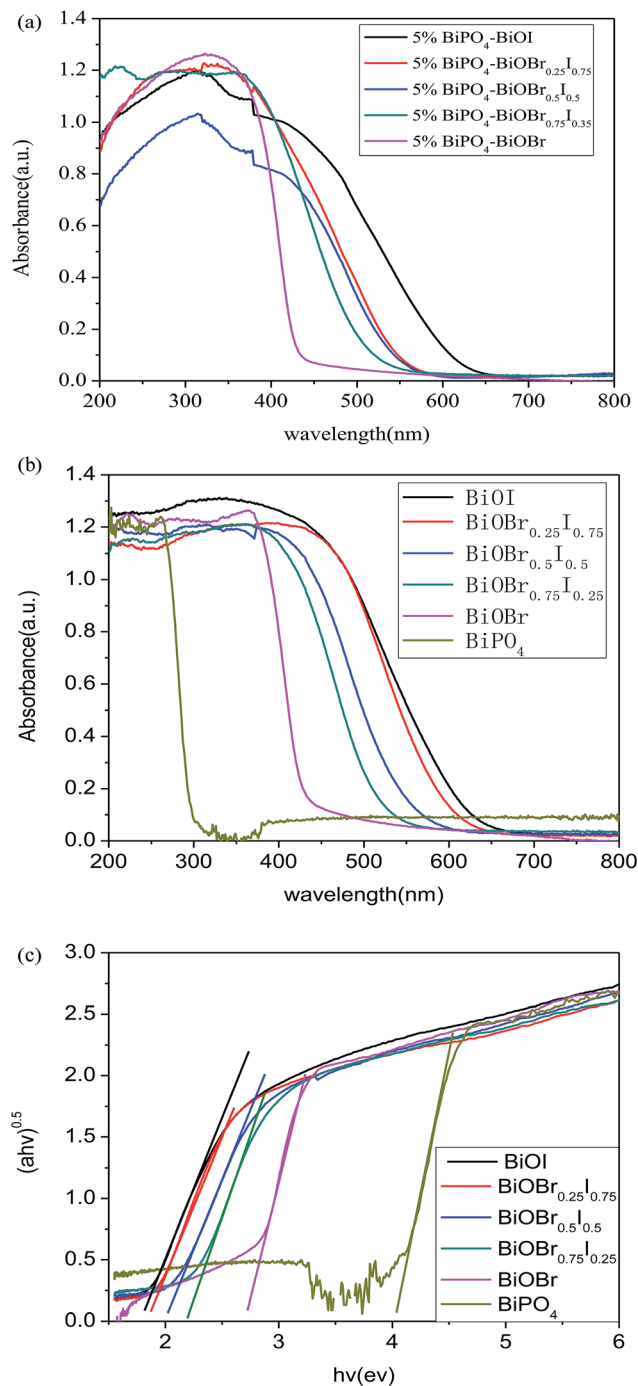 (a)
5% BiPO4-BiOI
5% BiPO4-BiOBr0.25I0.75
5% BiPO4-BiOBr0.5I0.5
5% BiPO4-BiOBr0.75I0.35
5% BiPO4-BiOBr
Absorbance(a.u.)
1.4
1.2
1.0
0.8
0.6
0.4
0.2
0.0
200 300 400 500 600 700 800
wavelength(nm)
(b)
BiOI
BiOBr0.25I0.75
BiOBr0.5I0.5
BiOBr0.75I0.25
BiOBr
BiPO4
Absorbance(a.u.)
1.4
1.2
1.0
0.8
0.6
0.4
0.2
0.0
200 300 400 500 600 700 800
wavelength(nm)
(c)
(ahv)0.5
3.0
2.5
2.0
1.5
1.0
0.5
0.0
BiOI
BiOBr0.25I0.75
BiOBr0.5I0.5
BiOBr0.75I0.25
BiOBr
BiPO4
2 3 4 5 6
hv(ev)